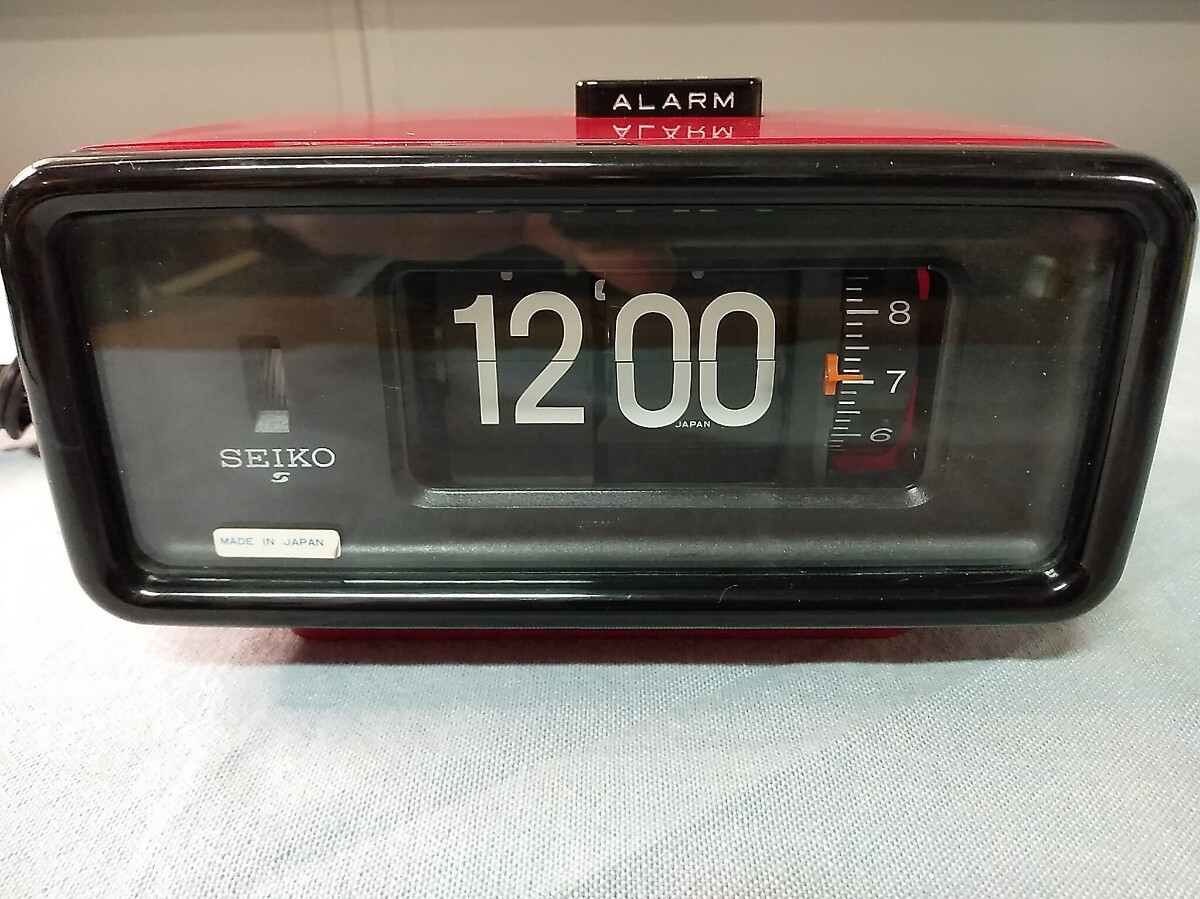 ALARM
12 00
JAPAN
8
7
6
SEIKO
MADE IN JAPAN